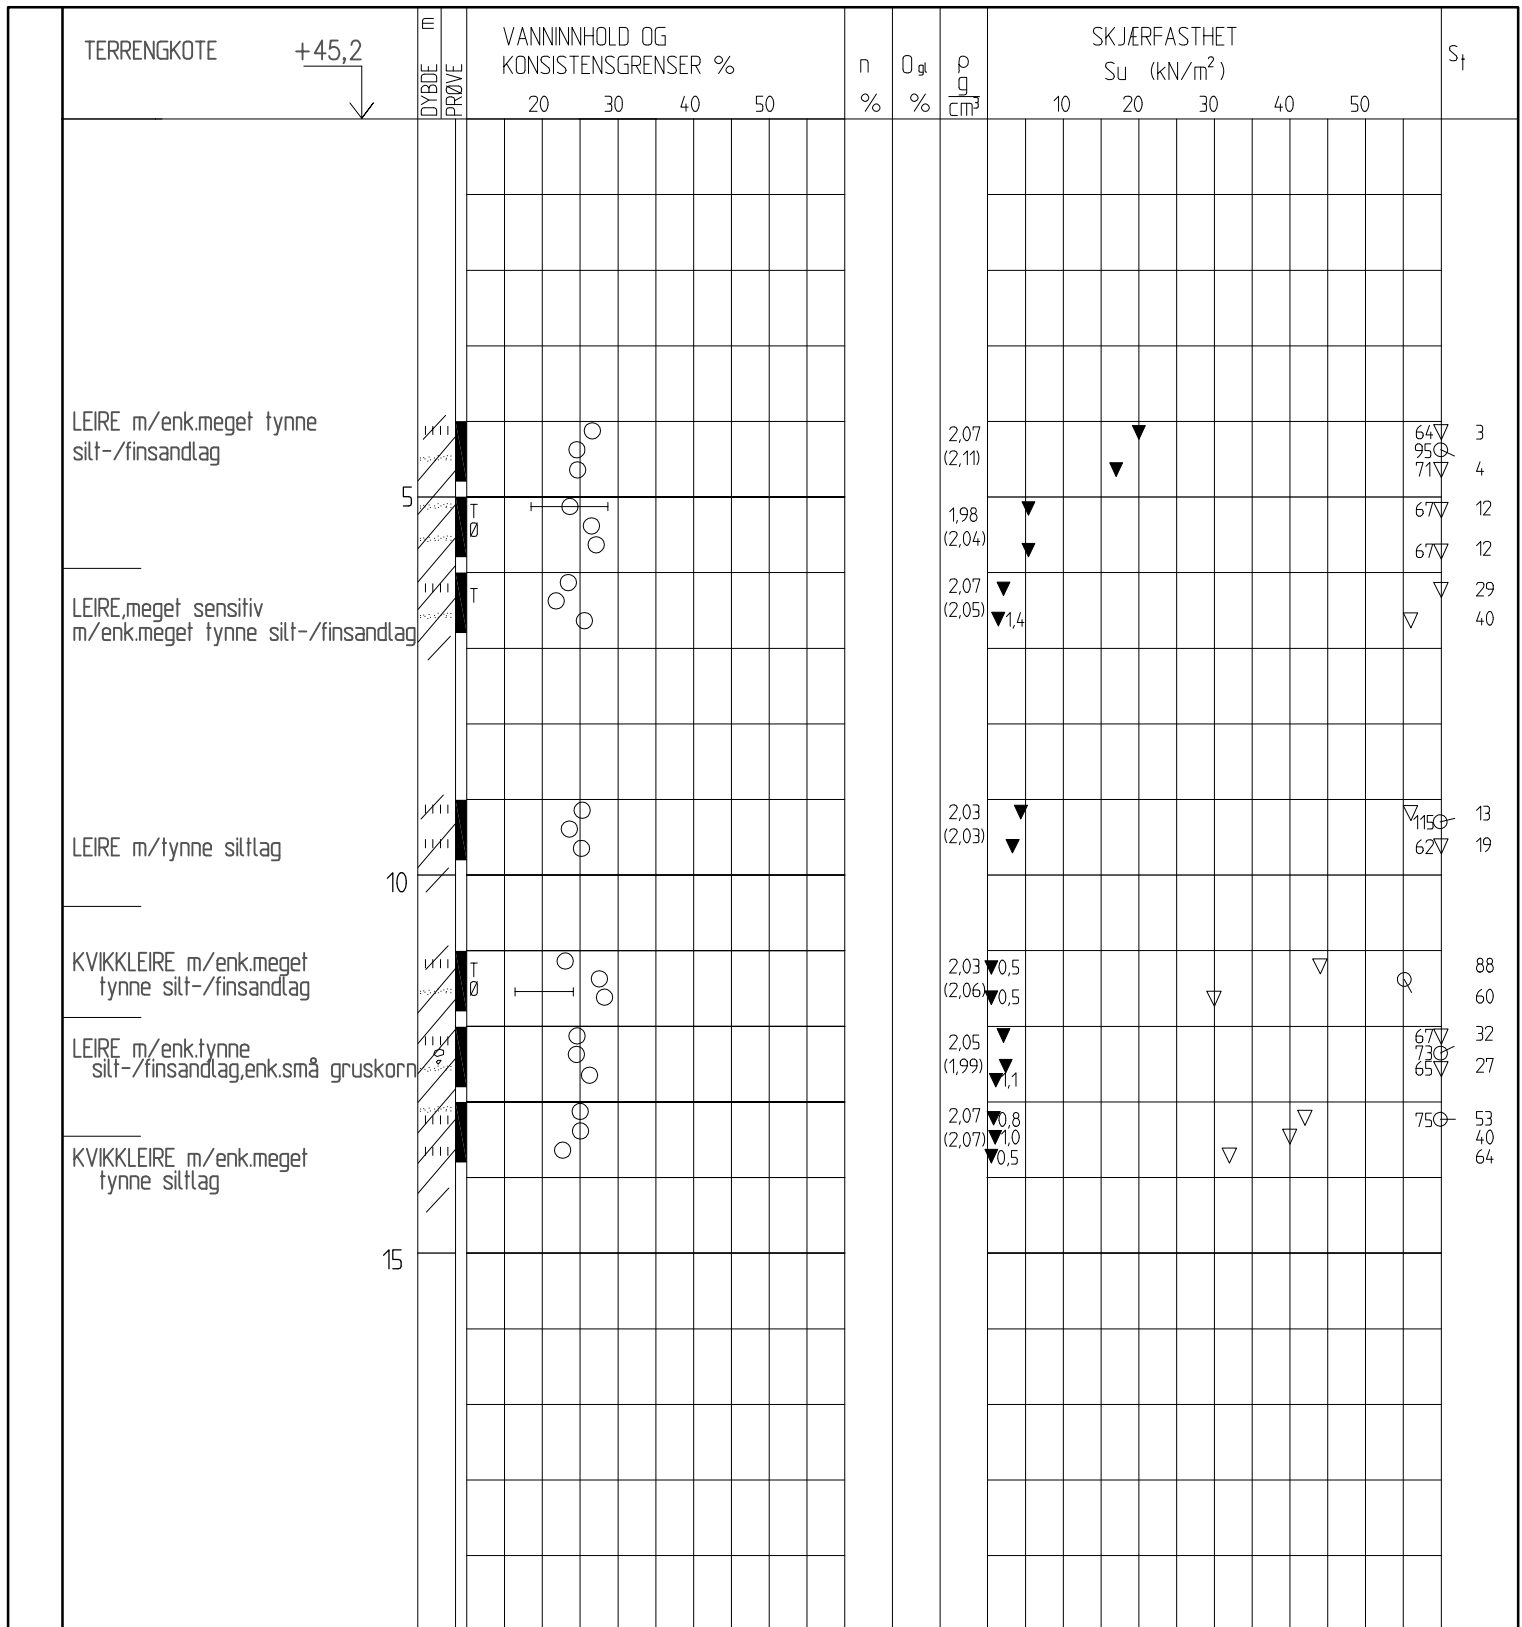 TERRENGKOTE +45,2
DYBDE m
PRØVE
VANNINNHOLD OG
KONSISTENSGRENSER %
20 30 40 50
n
%
O gl
%
ρ
g
cm³
SKJÆRFASTHET
Su (kN/m²)
10 20 30 40 50
St
LEIRE m/enk.meget tynne
silt-/finsandlag
2,07
(2,11)
64 3
95
71 4
5
T
Ø
1,98
(2,04)
67 12
67 12
LEIRE,meget sensitiv
m/enk.meget tynne silt-/finsandlag
T
2,07
(2,05)
1,4
29
40
LEIRE m/tynne siltlag
2,03
(2,03)
13
115
62 19
10
KVIKKLEIRE m/enk.meget
tynne silt-/finsandlag
T
Ø
2,03
(2,06)
0,5 88
0,5 60
LEIRE m/enk.tynne
silt-/finsandlag,enk.små gruskorn
2,05
(1,99)
1,1
67 32
73
65 27
KVIKKLEIRE m/enk.meget
tynne siltlag
2,07
(2,07)
0,8 75 53
1,0 40
0,5 64
15